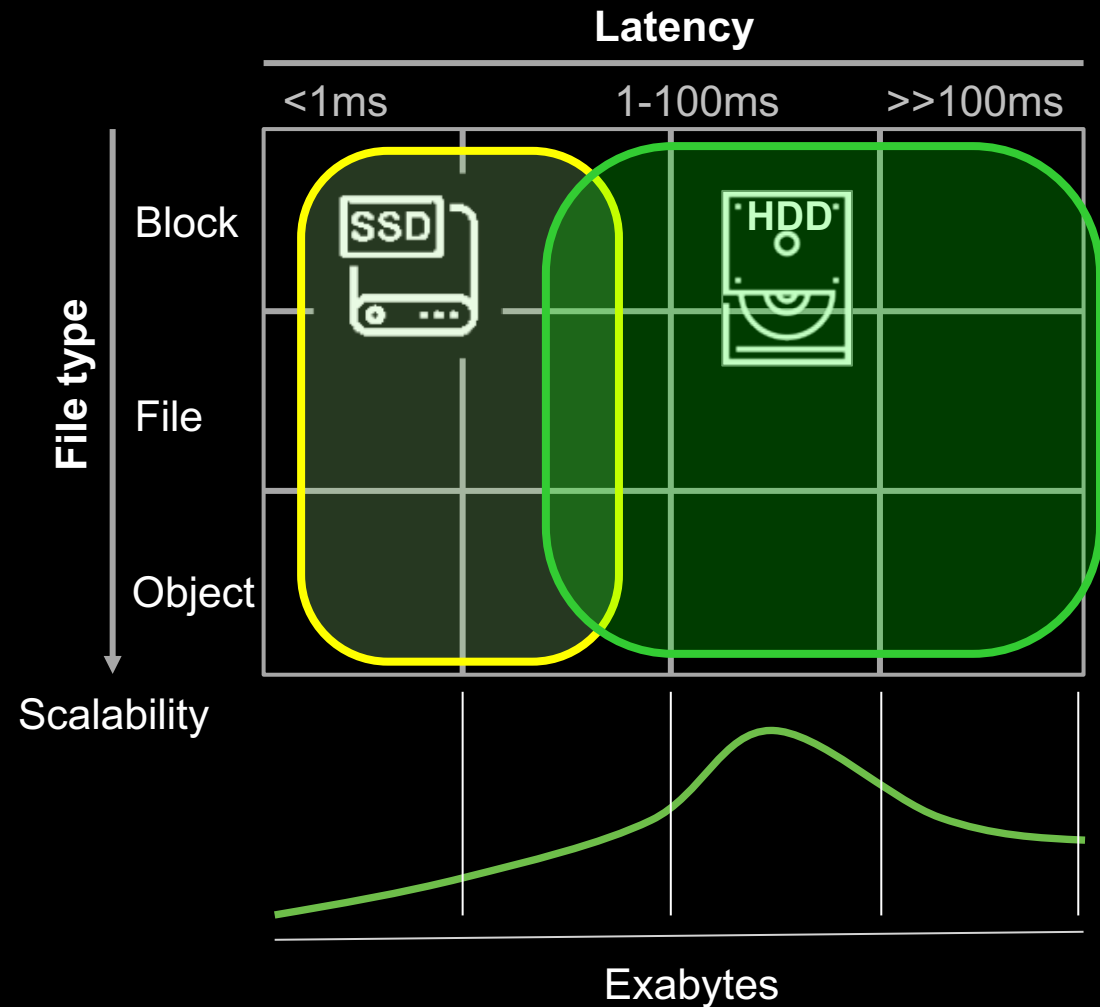 Latency
<1ms
1-100ms
>>100ms
File type
Block
SSD
HDD
File
Object
Scalability
Exabytes